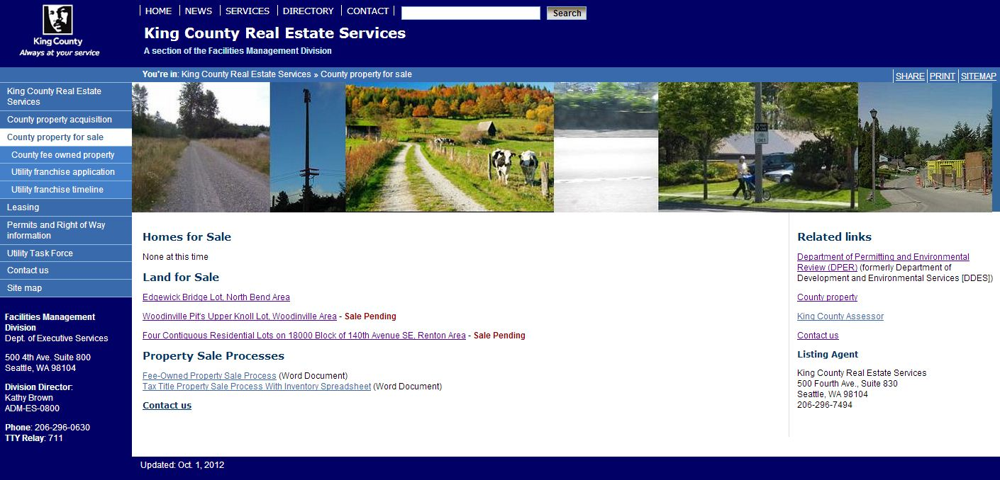 King County
Always at your service
HOME NEWS SERVICES DIRECTORY CONTACT Search
King County Real Estate Services
A section of the Facilities Management Division
You're in: King County Real Estate Services » County property for sale
SHARE PRINT SITEMAP
King County Real Estate
Services
County property acquisition
County property for sale
County fee owned property
Utility franchise application
Utility franchise timeline
Leasing
Permits and Right of Way
information
Utility Task Force
Contact us
Site map
Facilities Management
Division
Dept. of Executive Services
500 4th Ave. Suite 800
Seattle, WA 98104
Division Director:
Kathy Brown
ADM-ES-0800
Phone: 206-296-0630
TTY Relay: 711
Homes for Sale
None at this time
Land for Sale
Edgewick Bridge Lot, North Bend Area
Woodinville Pit's Upper Knoll Lot, Woodinville Area - Sale Pending
Four Contiguous Residential Lots on 18000 Block of 140th Avenue SE, Renton Area - Sale Pending
Property Sale Processes
Fee-Owned Property Sale Process (Word Document)
Tax Title Property Sale Process With Inventory Spreadsheet (Word Document)
Contact us
Related links
Department of Permitting and Environmental
Review (DPER) (formerly Department of
Development and Environmental Services [DDES])
County property
King County Assessor
Contact us
Listing Agent
King County Real Estate Services
500 Fourth Ave., Suite 830
Seattle, WA 98104
206-296-7494
Updated: Oct. 1, 2012